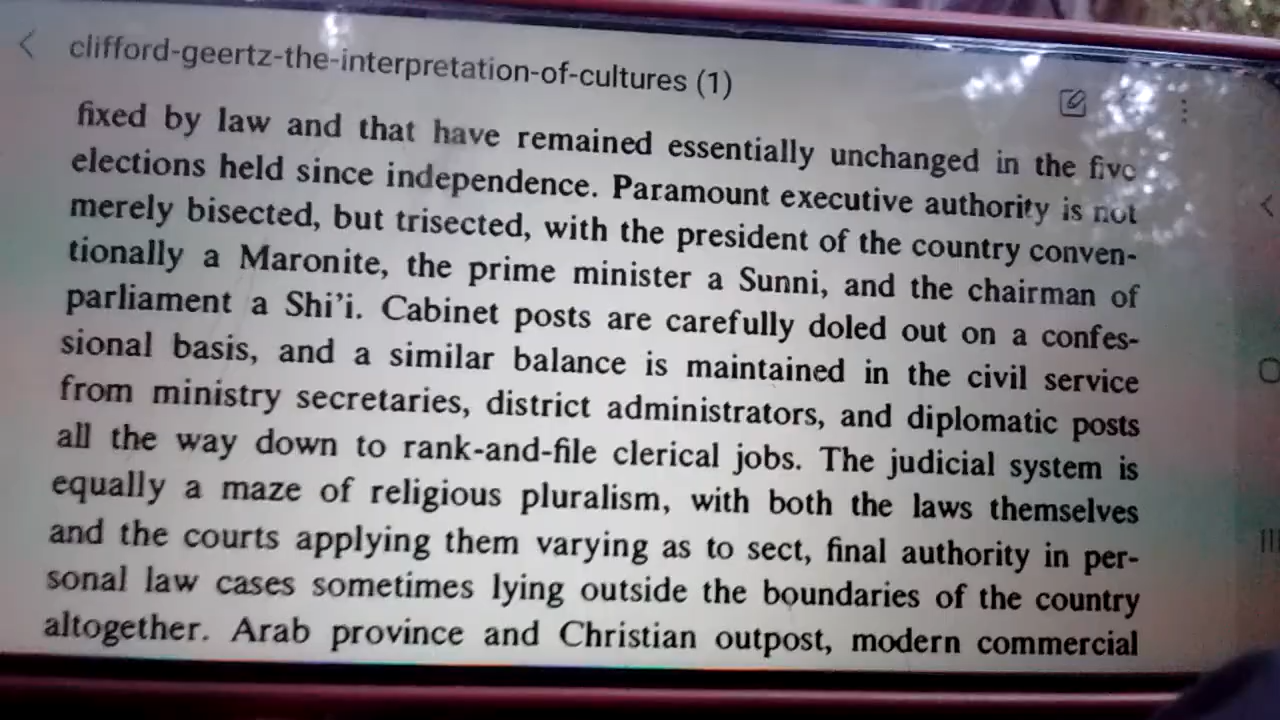 clifford-geertz-the-interpretation-of-cultures (1)
fixed by law and that have remained essentially unchanged in the five
elections held since independence. Paramount executive authority is not
merely bisected, but trisected, with the president of the country conven-
tionally a Maronite, the prime minister a Sunni, and the chairman of
parliament a Shi'i. Cabinet posts are carefully doled out on a confes-
sional basis, and a similar balance is maintained in the civil service
from ministry secretaries, district administrators, and diplomatic posts
all the way down to rank-and-file clerical jobs. The judicial system is
equally a maze of religious pluralism, with both the laws themselves
and the courts applying them varying as to sect, final authority in per-
sonal law cases sometimes lying outside the boundaries of the country
altogether. Arab province and Christian outpost, modern commercial